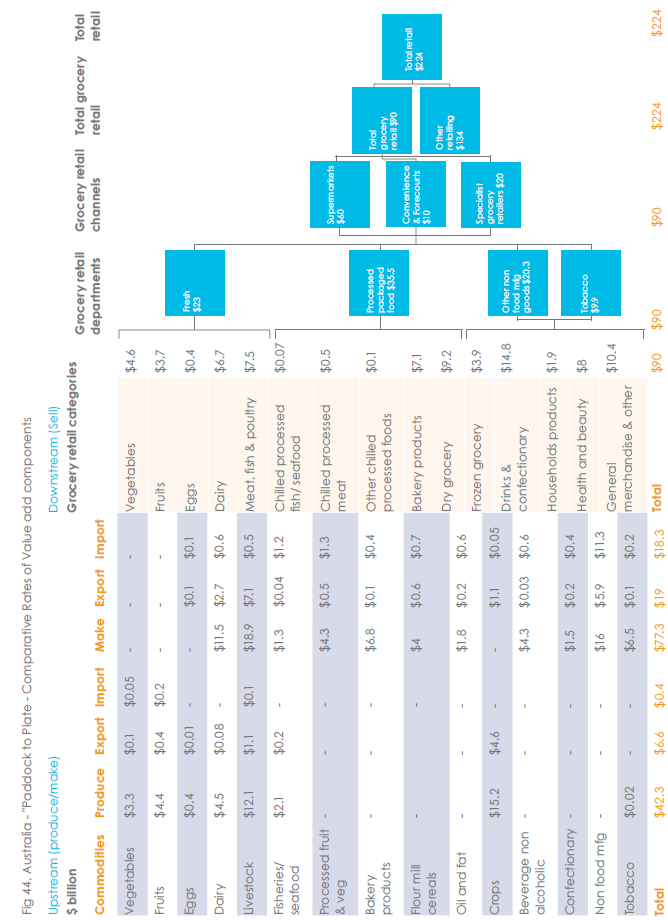 Fig 44. Australia - "Paddock to Plate - Comparative Rates of Value add components
Upstream (produce/make) Downstream (Sell)
$ billion Grocery retail categories Grocery retail departments Grocery retail channels Total grocery retail Total retail
Commodities Produce Export Import Make Export Import
Vegetables $3.3 $0.1 $0.05 - - - Vegetables $4.6
Fruits $4.4 $0.4 $0.2 - - - Fruits $3.7
Eggs $0.4 $0.01 - - $0.1 $0.1 Eggs $0.4
Dairy $4.5 $0.08 - $11.5 $2.7 $0.6 Dairy $6.7
Livestock $12.1 $1.1 $0.1 $18.9 $7.1 $0.5 Meat, fish & poultry $7.5
Fisheries/ $2.1 $0.2 - $1.3 $0.04 $1.2 Chilled processed $0.07
seafood fish/ seafood
Processed fruit - - - $4.3 $0.5 $1.3 Chilled processed $0.5
& veg meat
Bakery - - - $6.8 $0.1 $0.4 Other chilled $0.1
products processed foods
Flour mill - - - $4 $0.6 $0.7 Bakery products $7.1
cereals
Dry grocery $9.2
Oil and fat - - - $1.8 $0.2 $0.6
Frozen grocery $3.9
Crops $15.2 $4.6 - - $1.1 $0.05 Drinks & $14.8
confectionary
Beverage non - - - $4.3 $0.03 $0.6
alcoholic
Households products $1.9
Confectionary - - - $1.5 $0.2 $0.4 Health and beauty $8
Non food mfg - - - $16 $5.9 $11.3 General $10.4
merchandise & other
Tobacco $0.02 - - $6.5 $0.1 $0.2
Total $42.3 $6.6 $0.4 $77.3 $19 $18.3 Total $90 $90 $90 $224 $224
Fresh
$23
Processed
packaged
food $35.5
Other non
food mfg
goods $20.3
Tobacco
$9.9
Supermarkets
$60
Convenience
& Forecourts
$10
Specialist
grocery
retailers $20
Total
grocery
retail $90
Other
retailing
$134
Total retail
$224